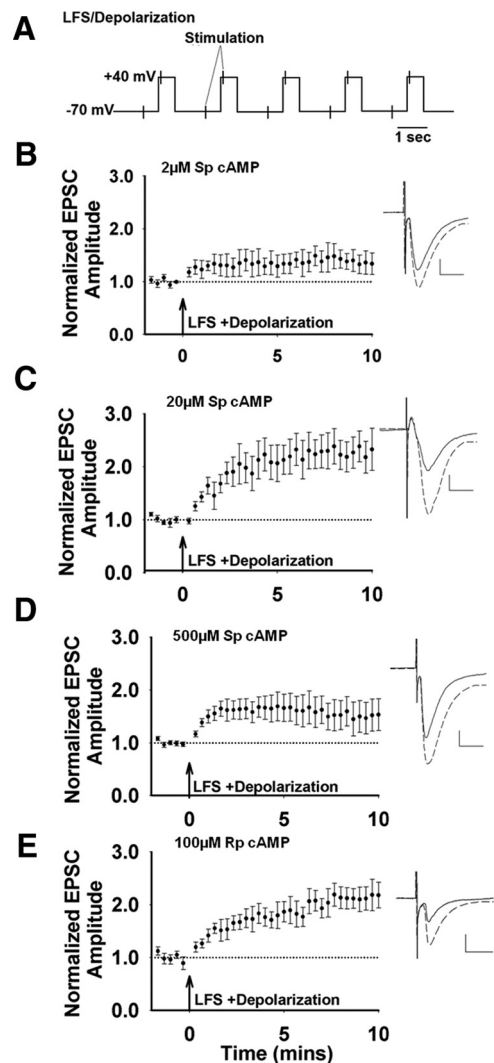 A
LFS/Depolarization
Stimulation
+40 mV
-70 mV
1 sec
B
2µM Sp cAMP
Normalized EPSC
Amplitude
3.0
2.0
1.0
0.0
LFS +Depolarization
0 5 10
C
20µM Sp cAMP
Normalized EPSC
Amplitude
3.0
2.0
1.0
0.0
LFS +Depolarization
0 5 10
D
500µM Sp cAMP
Normalized EPSC
Amplitude
3.0
2.0
1.0
0.0
LFS +Depolarization
0 5 10
E
100µM Rp cAMP
Normalized EPSC
Amplitude
3.0
2.0
1.0
0.0
LFS +Depolarization
0 5 10
Time (mins)